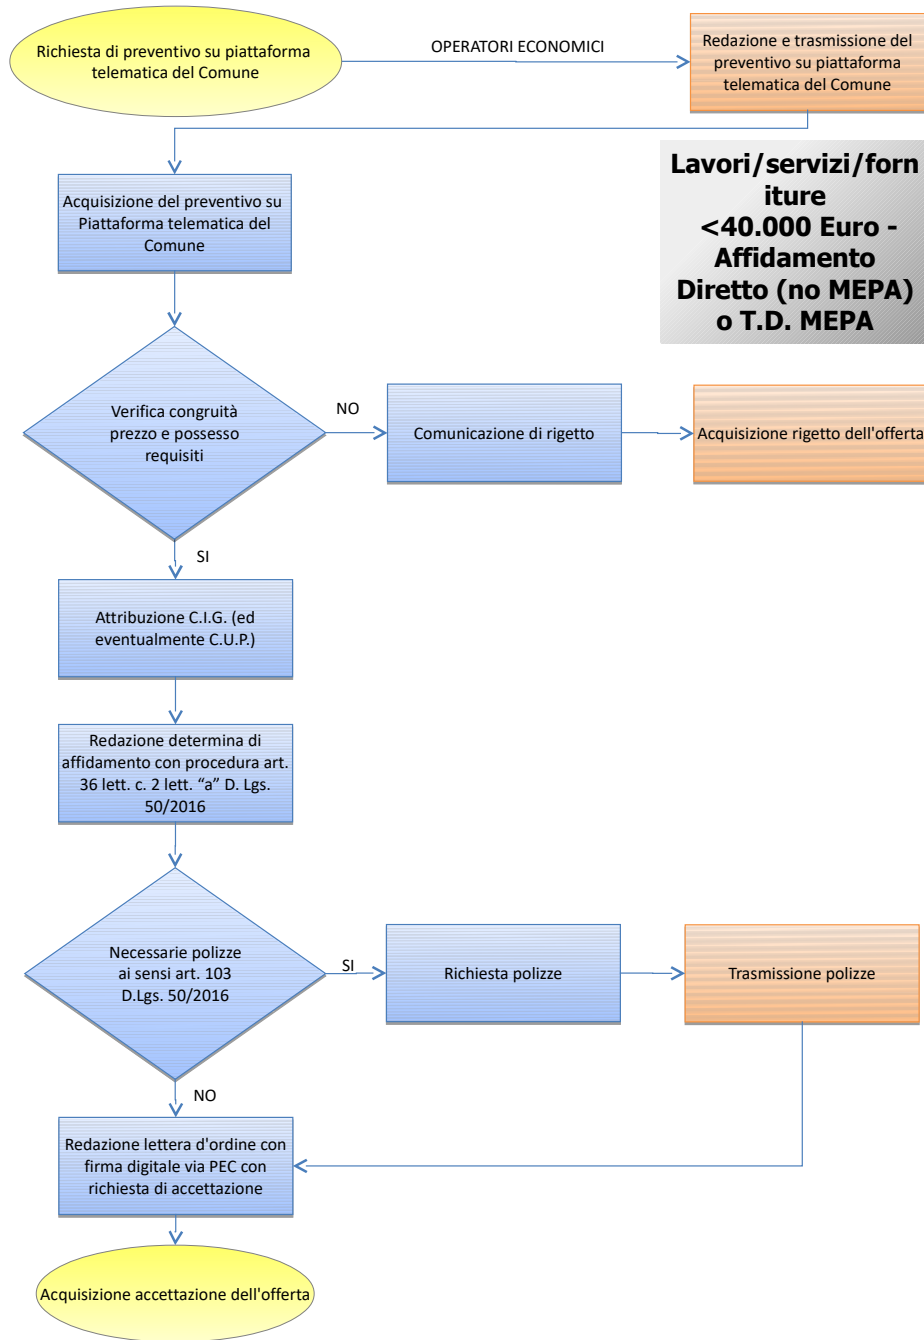 Richiesta di preventivo su piattaforma
telematica del Comune
OPERATORI ECONOMICI
Redazione e trasmissione del
preventivo su piattaforma
telematica del Comune
Lavori/servizi/forn
iture
<40.000 Euro -
Affidamento
Diretto (no MEPA)
o T.D. MEPA
Acquisizione del preventivo su
Piattaforma telematica del
Comune
Verifica congruità
prezzo e possesso
requisiti
NO
Comunicazione di rigetto
Acquisizione rigetto dell'offerta
SI
Attribuzione C.I.G. (ed
eventualmente C.U.P.)
Redazione determina di
affidamento con procedura art.
36 lett. c. 2 lett. “a” D. Lgs.
50/2016
Necessarie polizze
ai sensi art. 103
D.Lgs. 50/2016
SI
Richiesta polizze
Trasmissione polizze
NO
Redazione lettera d'ordine con
firma digitale via PEC con
richiesta di accettazione
Acquisizione accettazione dell'offerta